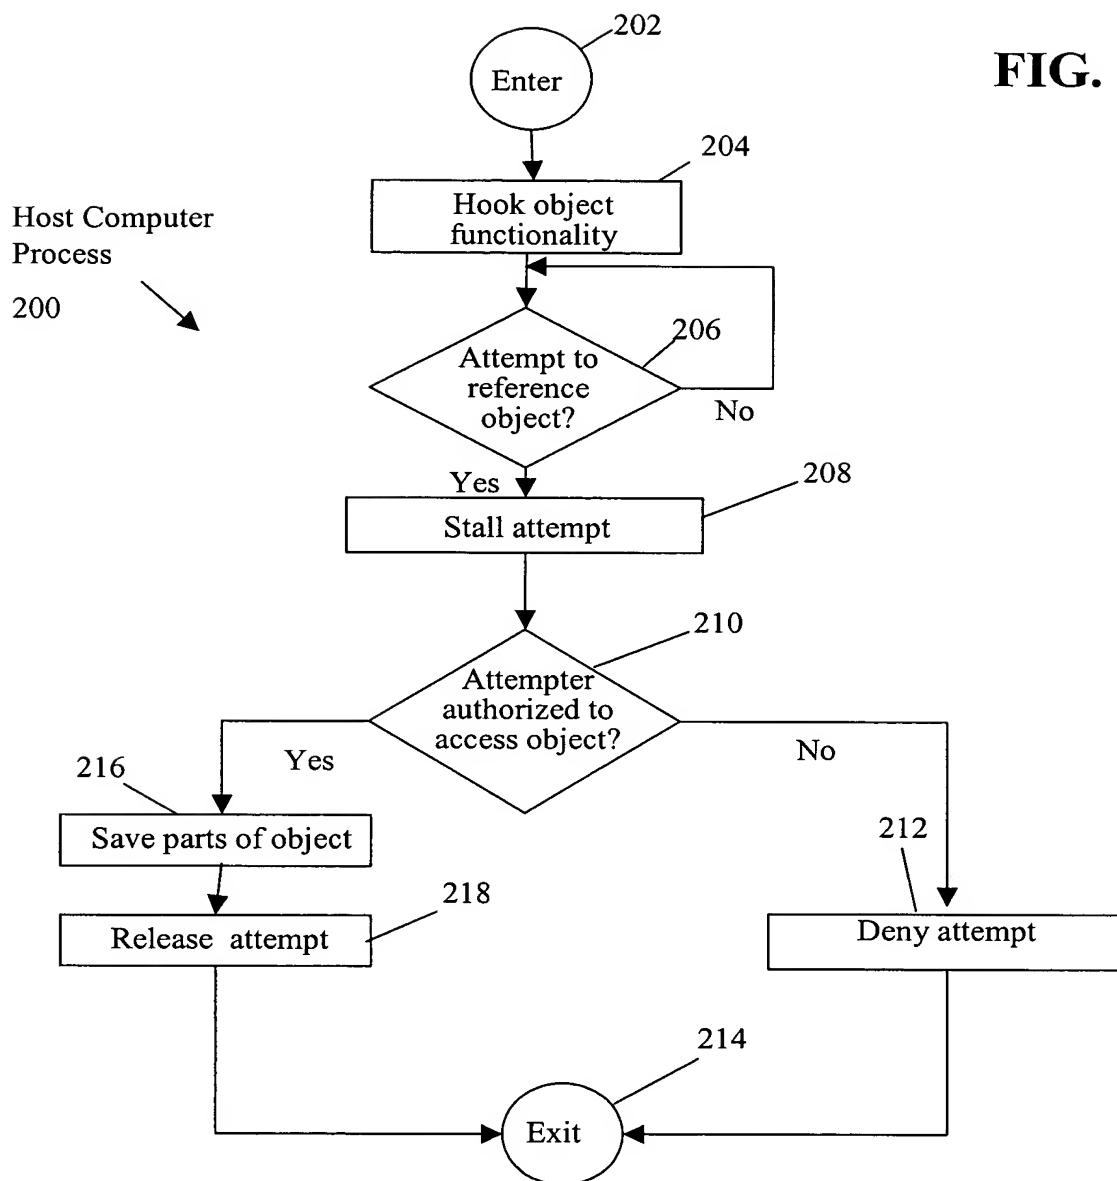 202
FIG.
Enter
204
Hook object
functionality
Host Computer
Process
200
206
Attempt to
reference
object?
No
Yes
208
Stall attempt
210
Attempter
authorized to
access object?
Yes
No
216
Save parts of object
212
218
Release attempt
Deny attempt
214
Exit